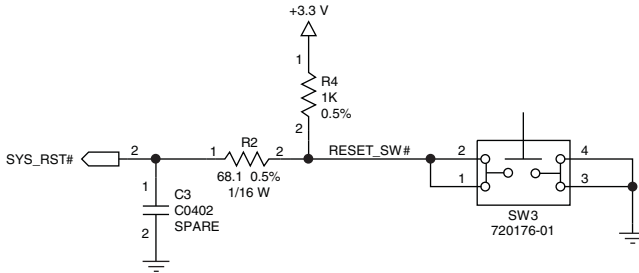 +3.3 V
1
R4
1K
0.5%
2
SYS_RST#
2
1
R2
2
RESET_SW#
2
4
68.1 0.5%
1/16 W
1
3
1
C3
C0402
SPARE
2
SW3
720176-01